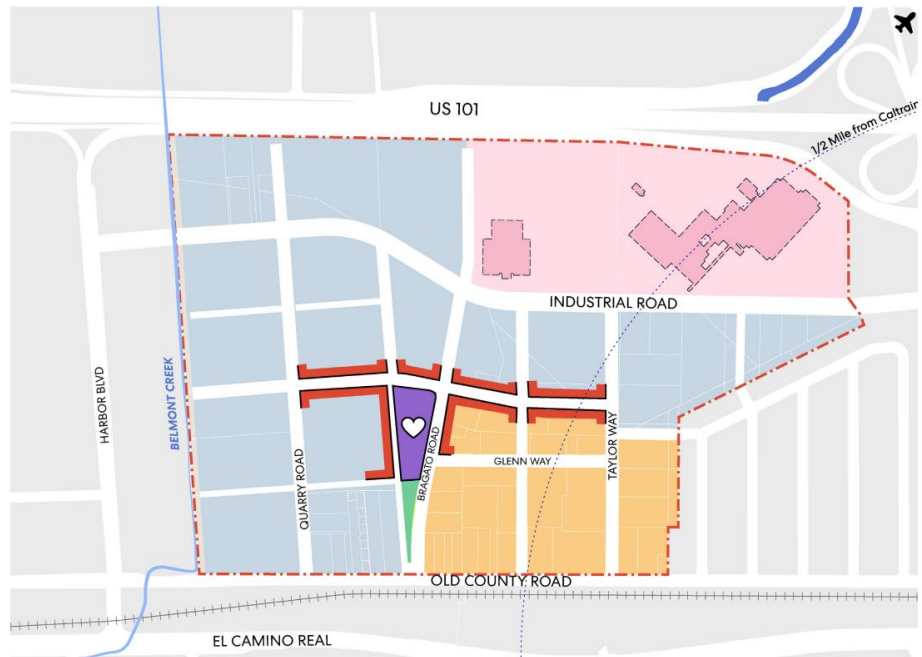 US 101
1/2 Mile from Caltrain
INDUSTRIAL ROAD
HARBOR BLVD
BELMONT CREEK
QUARRY ROAD
BRAGATO ROAD
GLENN WAY
TAYLOR WAY
OLD COUNTY ROAD
EL CAMINO REAL